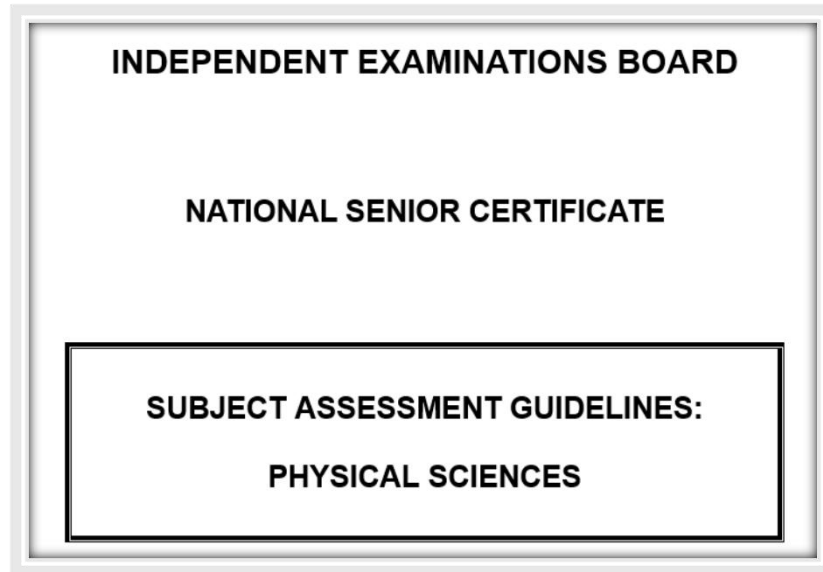 INDEPENDENT EXAMINATIONS BOARD
NATIONAL SENIOR CERTIFICATE
SUBJECT ASSESSMENT GUIDELINES:
PHYSICAL SCIENCES